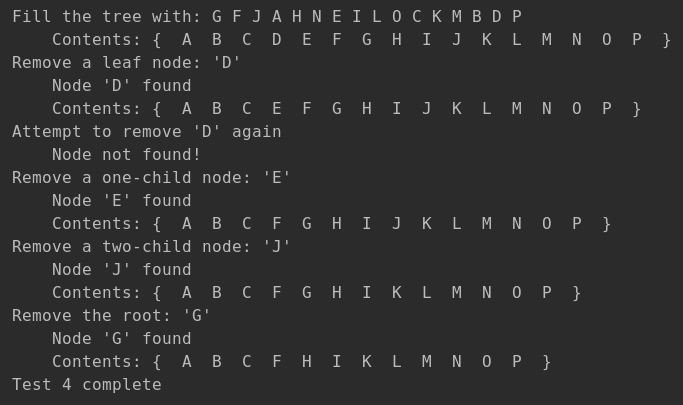 Fill the tree with: G F J A H N E I L O C K M B D P
    Contents: {  A  B  C  D  E  F  G  H  I  J  K  L  M  N  O  P  }
Remove a leaf node: 'D'
    Node 'D' found
    Contents: {  A  B  C  E  F  G  H  I  J  K  L  M  N  O  P  }
Attempt to remove 'D' again
    Node not found!
Remove a one-child node: 'E'
    Node 'E' found
    Contents: {  A  B  C  F  G  H  I  J  K  L  M  N  O  P  }
Remove a two-child node: 'J'
    Node 'J' found
    Contents: {  A  B  C  F  G  H  I  K  L  M  N  O  P  }
Remove the root: 'G'
    Node 'G' found
    Contents: {  A  B  C  F  H  I  K  L  M  N  O  P  }
Test 4 complete